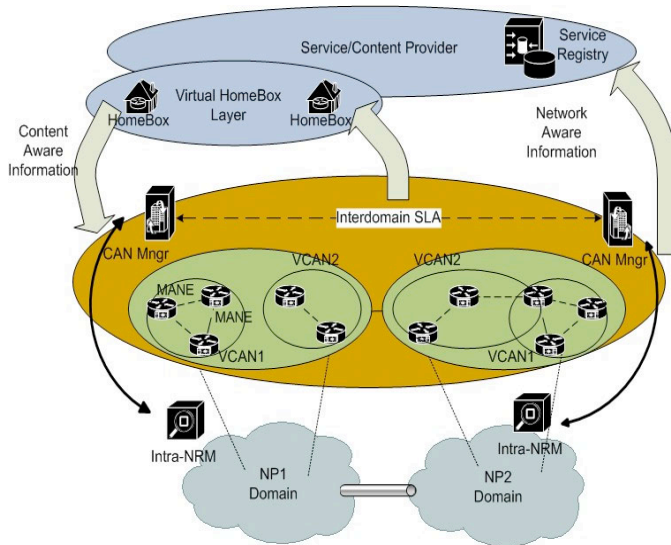 Service
Registry
Service/Content Provider
Virtual HomeBox
Layer
HomeBox
HomeBox
Content
Aware
Information
Network
Aware
Information
Interdomain SLA
CAN Mngr
CAN Mngr
VCAN2
VCAN2
MANE
MANE
VCAN1
VCAN1
Intra-NRM
Intra-NRM
NP1
Domain
NP2
Domain